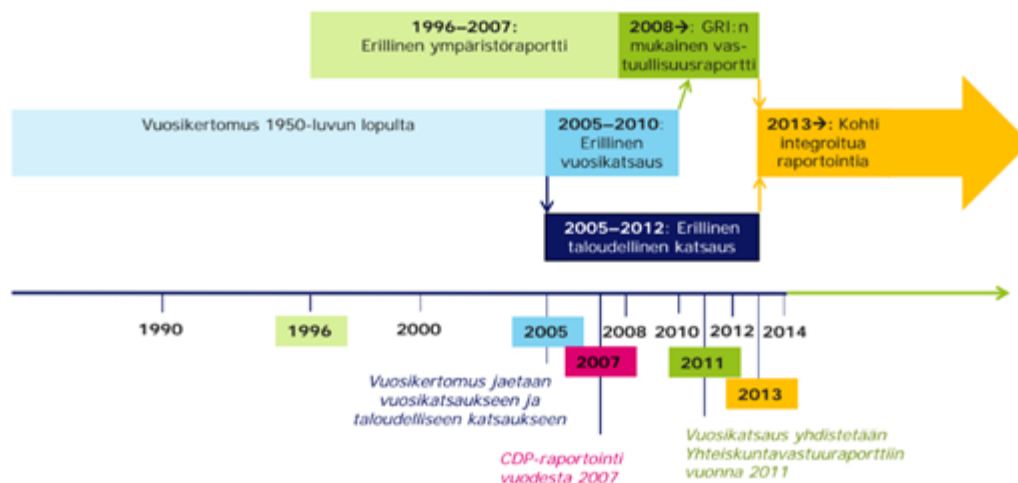 1996–2007:
Erillinen ympäristöraportti
2008→: GRI:n
mukainen vas-
tuullisuusraportti
Vuosikertomus 1950-luvun lopulta
2005–2010:
Erillinen
vuosikatsaus
2013→: Kohti
integroitua
raportointia
2005–2012: Erillinen
taloudellinen katsaus
1990
1996
2000
2005
2007
2008
2010
2011
2012
2013
2014
Vuosikertomus jaetaan
vuosikatsaukseen ja
taloudelliseen katsaukseen
CDP-raportointi
vuodesta 2007
Vuosikatsaus yhdistetään
Yhteiskuntavastuuraporttiin
vuonna 2011